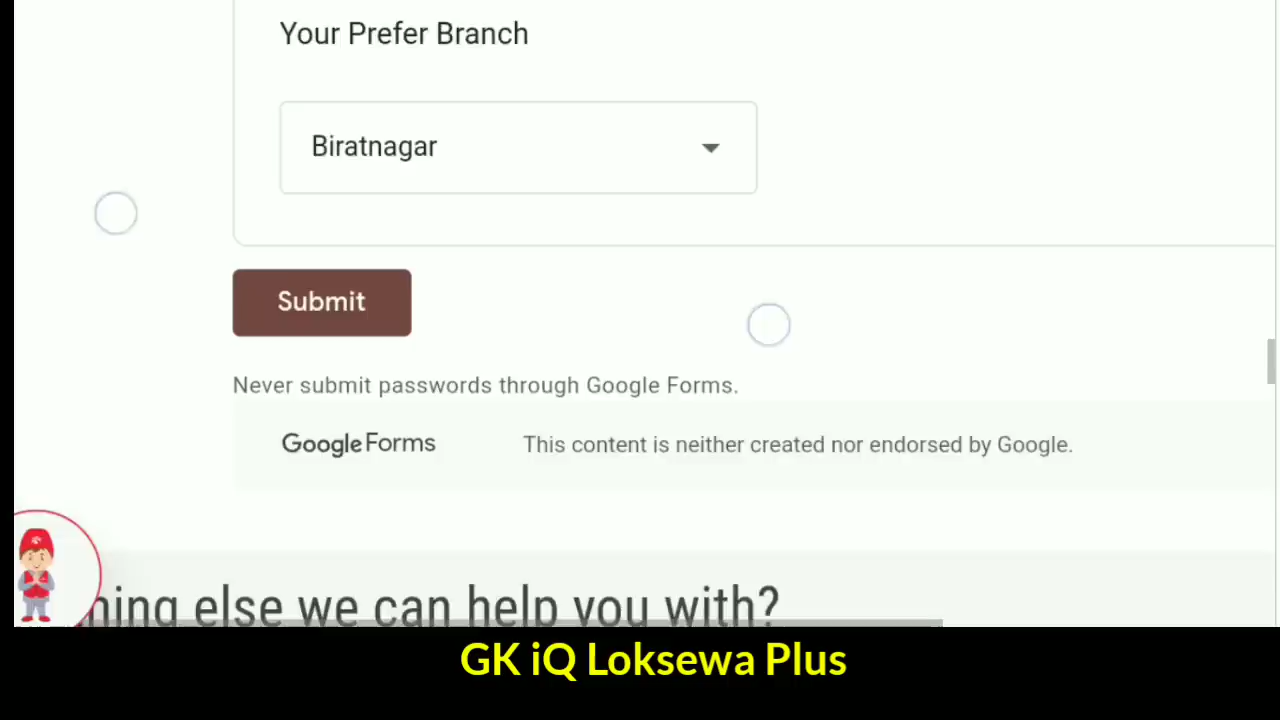 Your Prefer Branch
Biratnagar
Submit
Never submit passwords through Google Forms.
Google Forms
This content is neither created nor endorsed by Google.
else we can help you with?
GK iQ Loksewa Plus